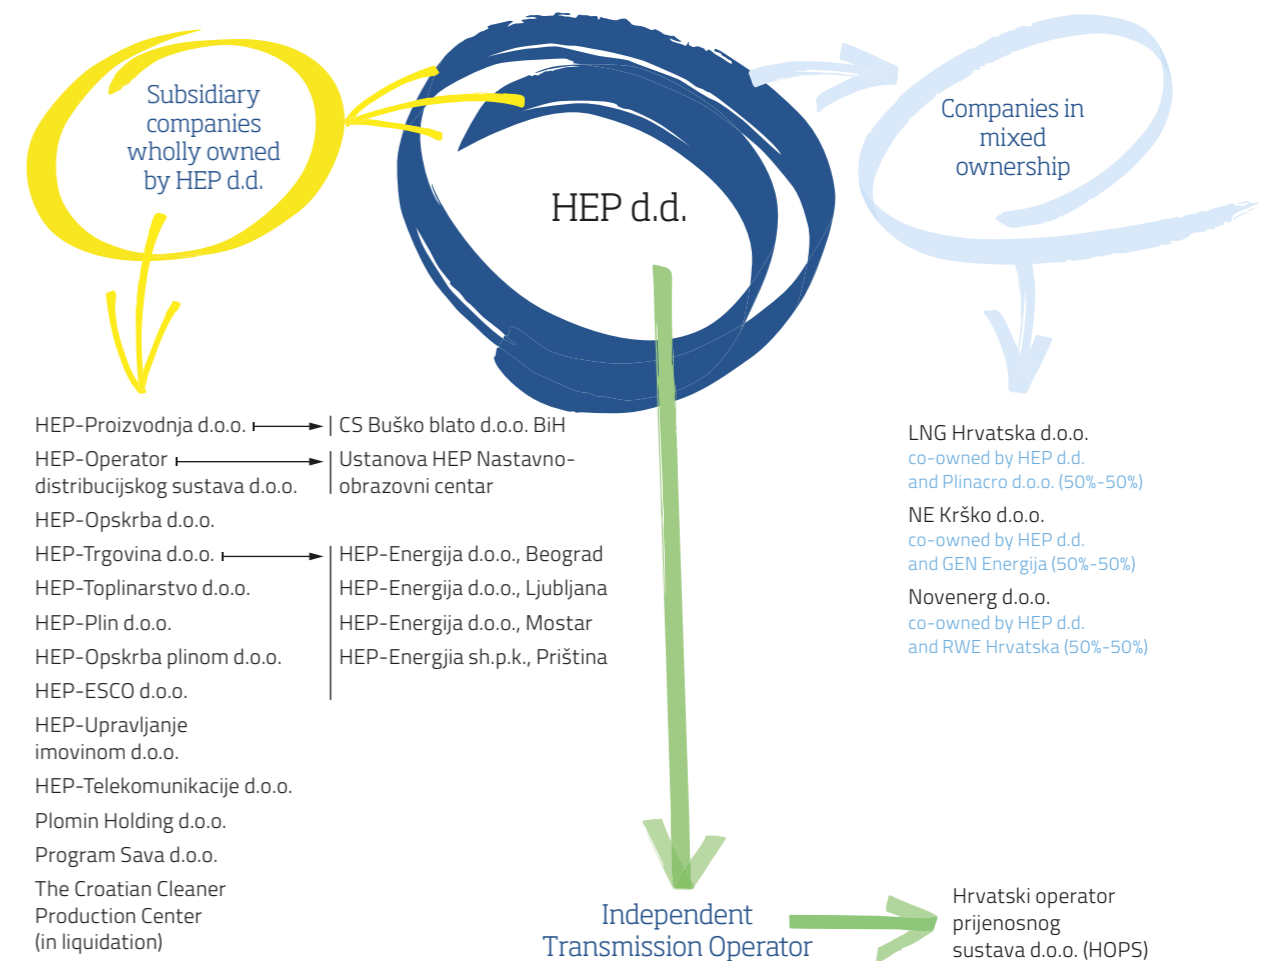 Subsidiary
companies
wholly owned
by HEP d.d.
HEP d.d.
Companies in
mixed
ownership
HEP-Proizvodnja d.o.o.
CS Buško blato d.o.o. BiH
HEP-Operator
distribucijskog sustava d.o.o.
Ustanova HEP Nastavno-
obrazovni centar
HEP-Opskrba d.o.o.
HEP-Trgovina d.o.o.
HEP-Energija d.o.o., Beograd
HEP-Energija d.o.o., Ljubljana
HEP-Energija d.o.o., Mostar
HEP-Energjia sh.p.k., Priština
HEP-Toplinarstvo d.o.o.
HEP-Plin d.o.o.
HEP-Opskrba plinom d.o.o.
HEP-ESCO d.o.o.
HEP-Upravljanje
imovinom d.o.o.
HEP-Telekomunikacije d.o.o.
Plomin Holding d.o.o.
Program Sava d.o.o.
The Croatian Cleaner
Production Center
(in liquidation)
LNG Hrvatska d.o.o.
co-owned by HEP d.d.
and Plinacro d.o.o. (50%-50%)
NE Krško d.o.o.
co-owned by HEP d.d.
and GEN Energija (50%-50%)
Novenerg d.o.o.
co-owned by HEP d.d.
and RWE Hrvatska (50%-50%)
Independent
Transmission Operator
Hrvatski operator
prijenosnog
sustava d.o.o. (HOPS)